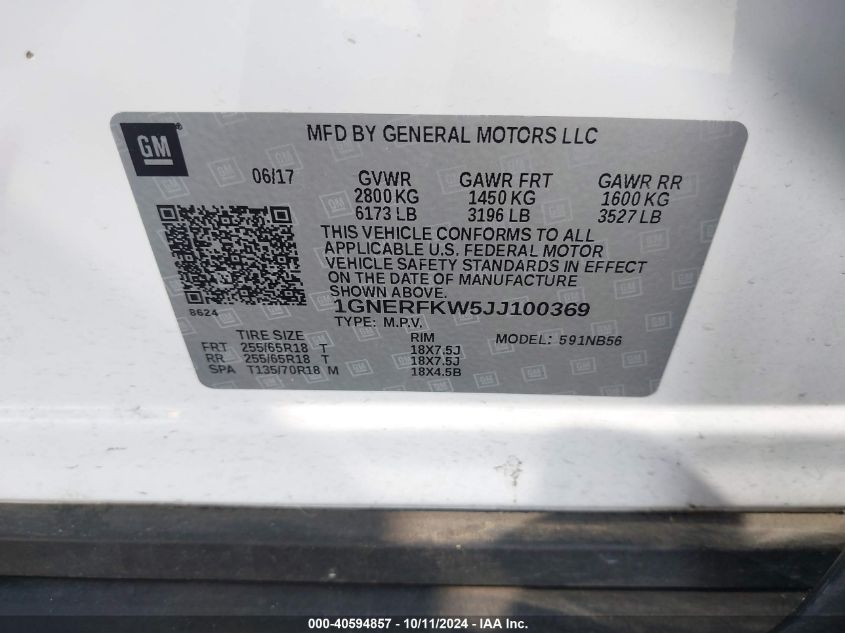 GM
MFD BY GENERAL MOTORS LLC
06/17 GVWR GAWR FRT GAWR RR
2800 KG 1450 KG 1600 KG
6173 LB 3196 LB 3527 LB
THIS VEHICLE CONFORMS TO ALL
APPLICABLE U.S. FEDERAL MOTOR
VEHICLE SAFETY STANDARDS IN EFFECT
ON THE DATE OF MANUFACTURE
SHOWN ABOVE.
8624
1GNERFKW5JJ100369
TYPE: M.P.V. MODEL: 591NB56
TIRE SIZE RIM
FRT 255/65R18 T 18X7.5J
RR 255/65R18 T 18X7.5J
SPA T135/70R18 M 18X4.5B
000-40594857 - 10/11/2024 - IAA Inc.